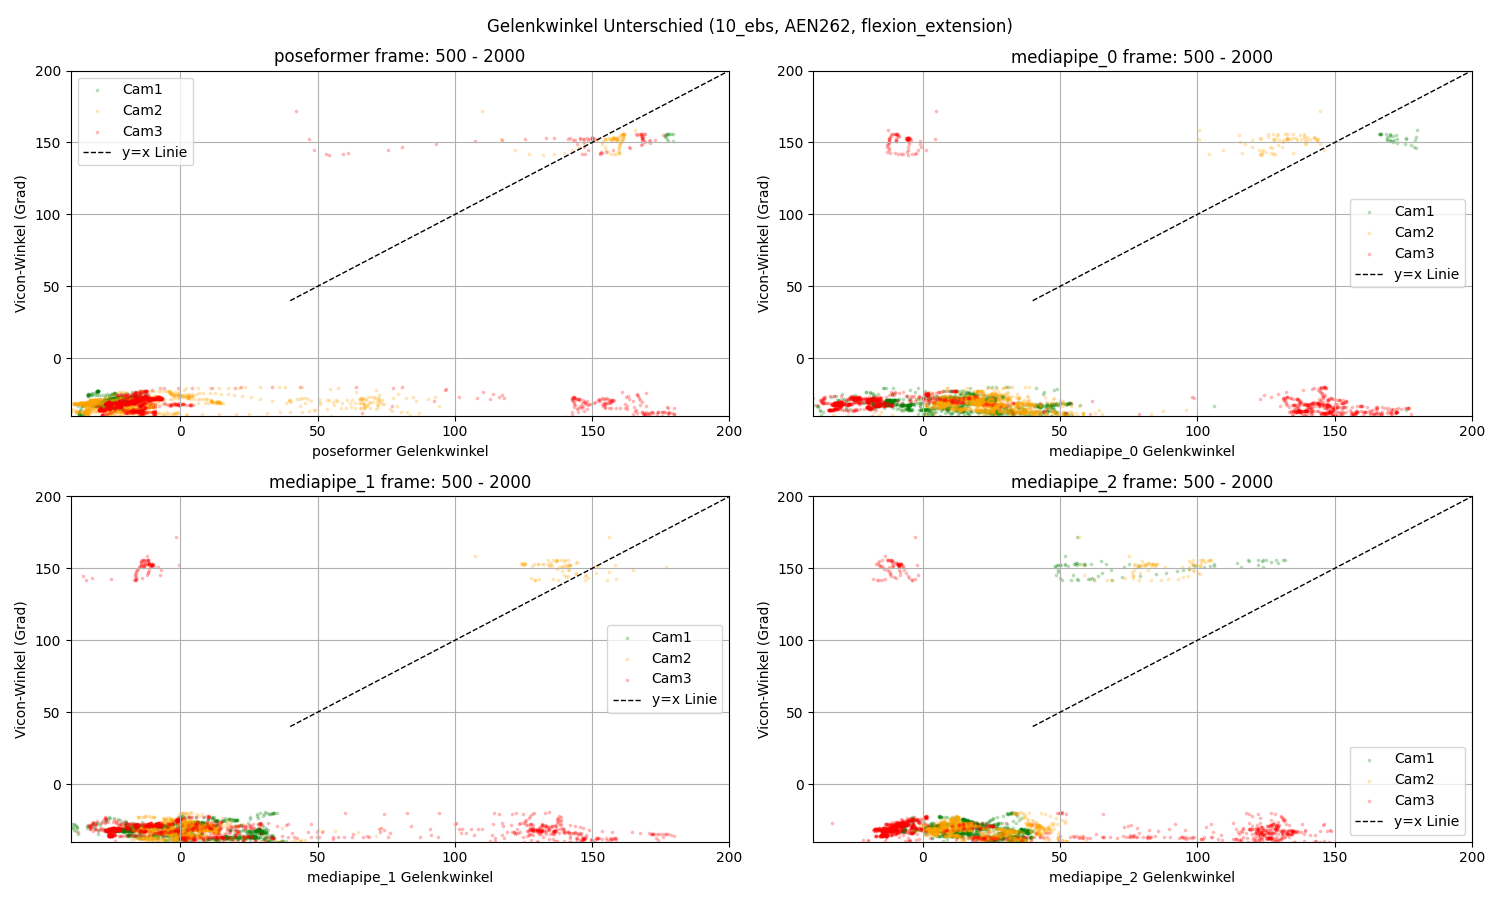 Gelenkwinkel Unterschied (10_ebs, AEN262, flexion_extension)
poseformer frame: 500 - 2000
200
150
100
50
0
Vicon-Winkel (Grad)
Cam1
Cam2
Cam3
y=x Linie
0
50
100
150
200
poseformer Gelenkwinkel
mediapipe_0 frame: 500 - 2000
200
150
100
50
0
Vicon-Winkel (Grad)
Cam1
Cam2
Cam3
y=x Linie
0
50
100
150
200
mediapipe_0 Gelenkwinkel
mediapipe_1 frame: 500 - 2000
200
150
100
50
0
Vicon-Winkel (Grad)
Cam1
Cam2
Cam3
y=x Linie
0
50
100
150
200
mediapipe_1 Gelenkwinkel
mediapipe_2 frame: 500 - 2000
200
150
100
50
0
Vicon-Winkel (Grad)
Cam1
Cam2
Cam3
y=x Linie
0
50
100
150
200
mediapipe_2 Gelenkwinkel